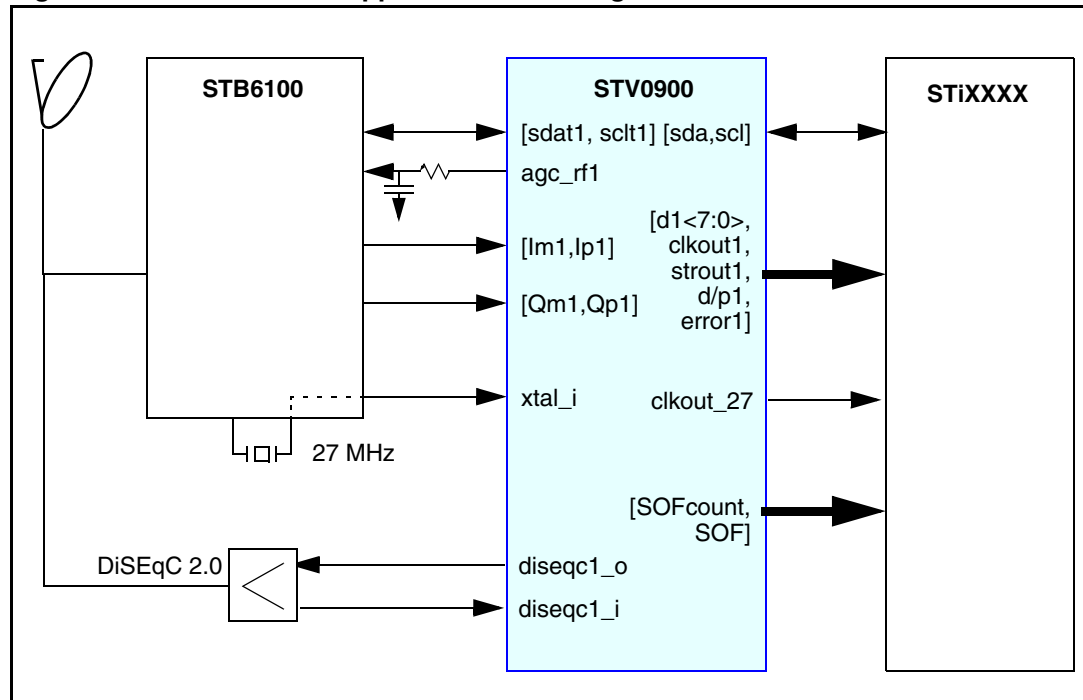 STB6100
STV0900
STiXXXX
[sdat1, sclt1] [sda,scl]
agc_rf1
[d1<7:0>,
clkout1,
strout1,
d/p1,
error1]
[Im1,Ip1]
[Qm1,Qp1]
xtal_i
clkout_27
27 MHz
[SOFcount,
SOF]
DiSEqC 2.0
diseqc1_o
diseqc1_i